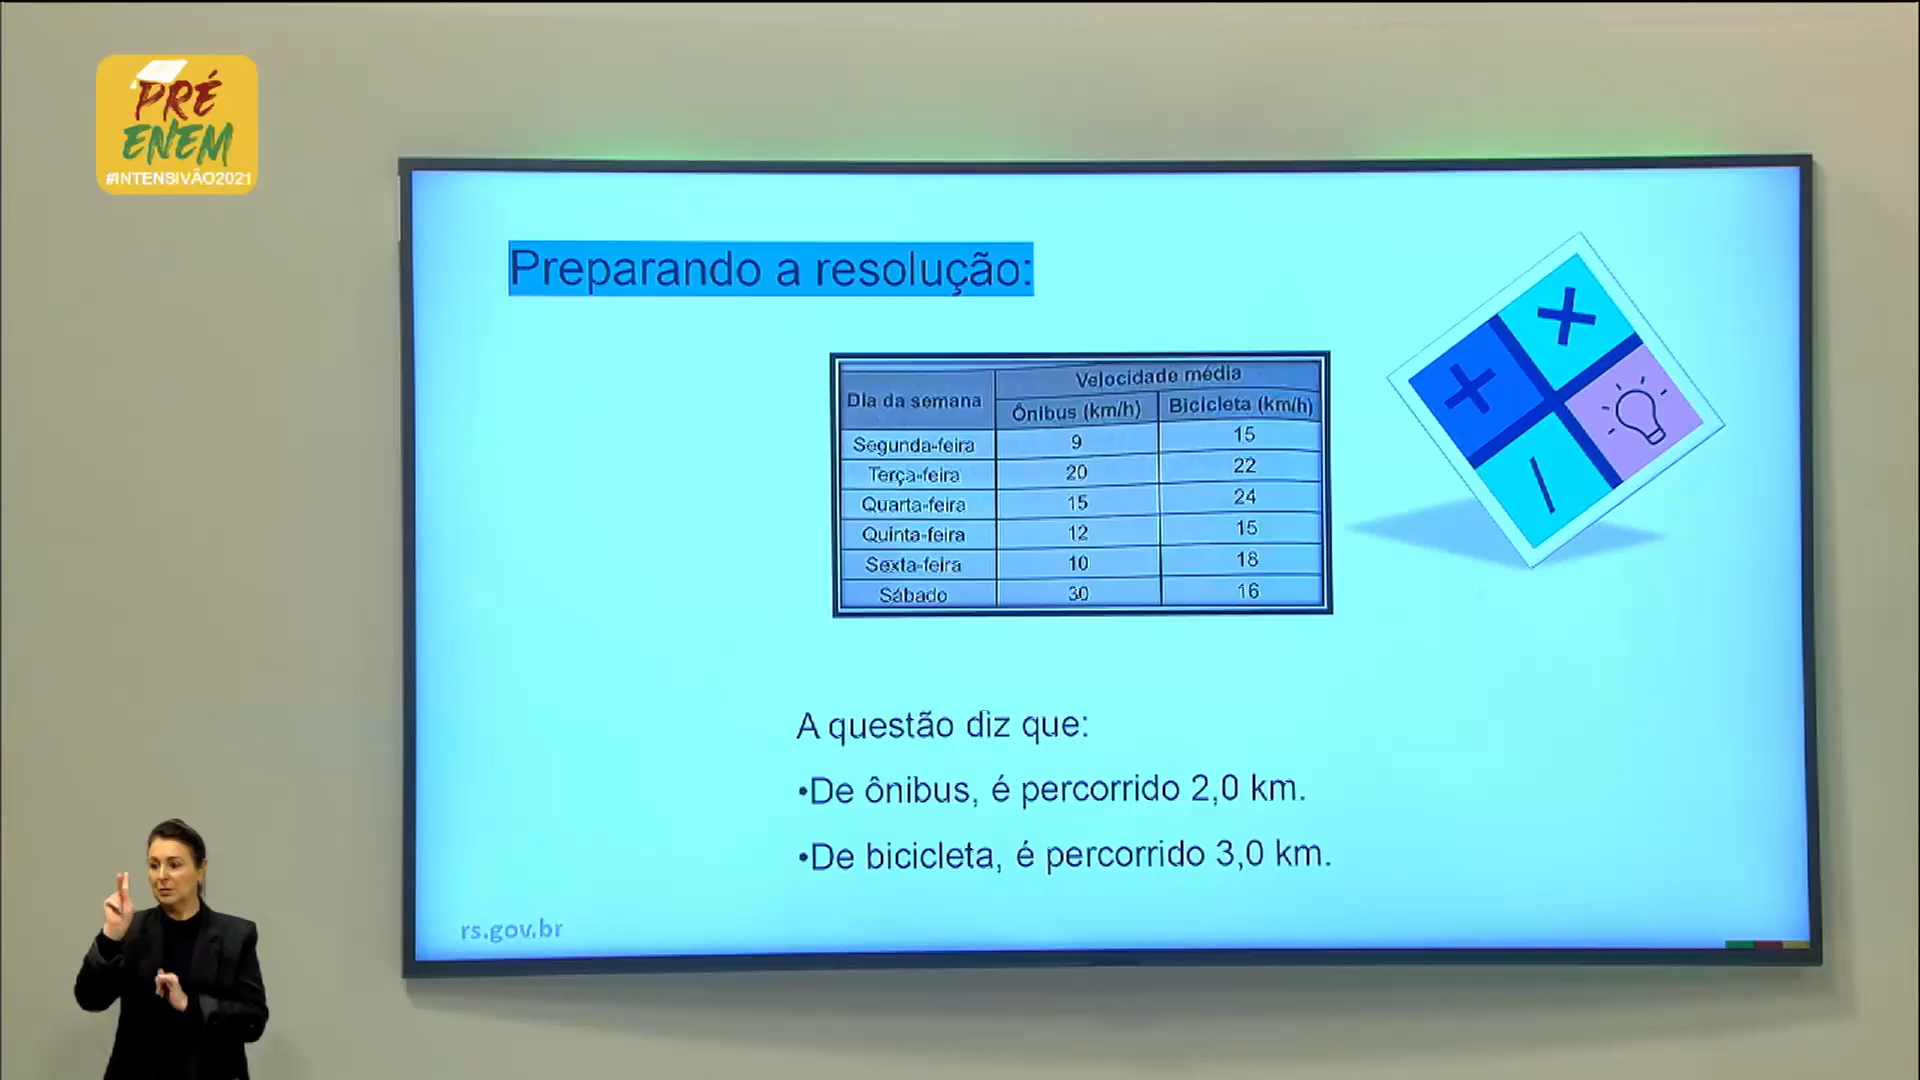 PRÉ
ENEM
#INTENSIVÃO2021
Preparando a resolução:
Dia da semana
Velocidade média
Ônibus (km/h) Bicicleta (km/h)
Segunda-feira 9 15
Terça-feira 20 22
Quarta-feira 15 24
Quinta-feira 12 15
Sexta-feira 10 18
Sábado 30 16
A questão diz que:
•De ônibus, é percorrido 2,0 km.
•De bicicleta, é percorrido 3,0 km.
rs.gov.br